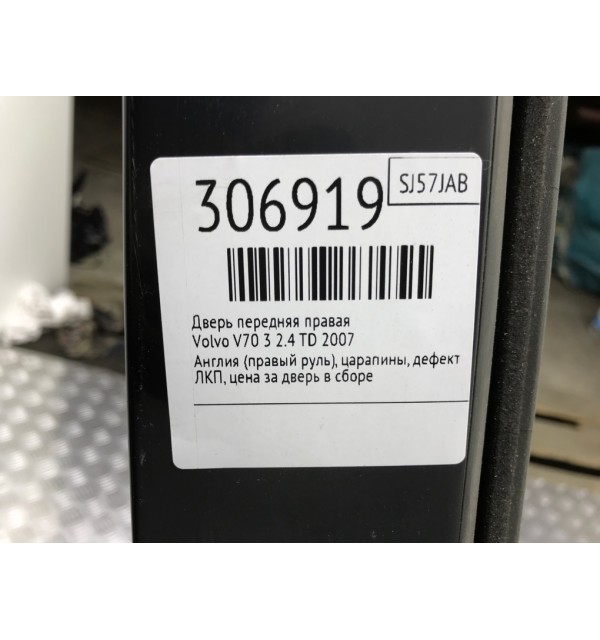 306919
SJ57JAB
Дверь передняя правая
Volvo V70 3 2.4 TD 2007
Англия (правый руль), царапины, дефект
ЛКП, цена за дверь в сборе